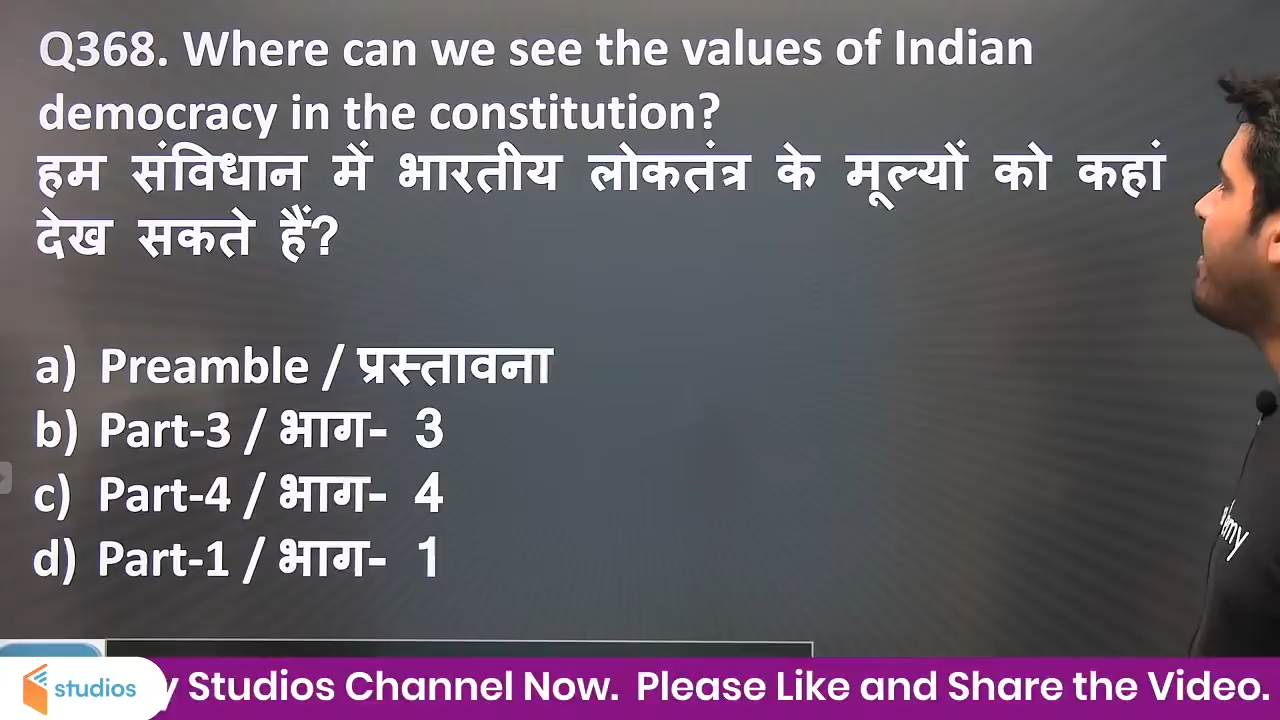 Q368. Where can we see the values of Indian
democracy in the constitution?
हम संविधान में भारतीय लोकतंत्र के मूल्यों को कहां
देख सकते हैं?
a) Preamble / प्रस्तावना
b) Part-3 / भाग- 3
c) Part-4 / भाग- 4
d) Part-1 / भाग- 1
studios
y Studios Channel Now. Please Like and Share the Video.